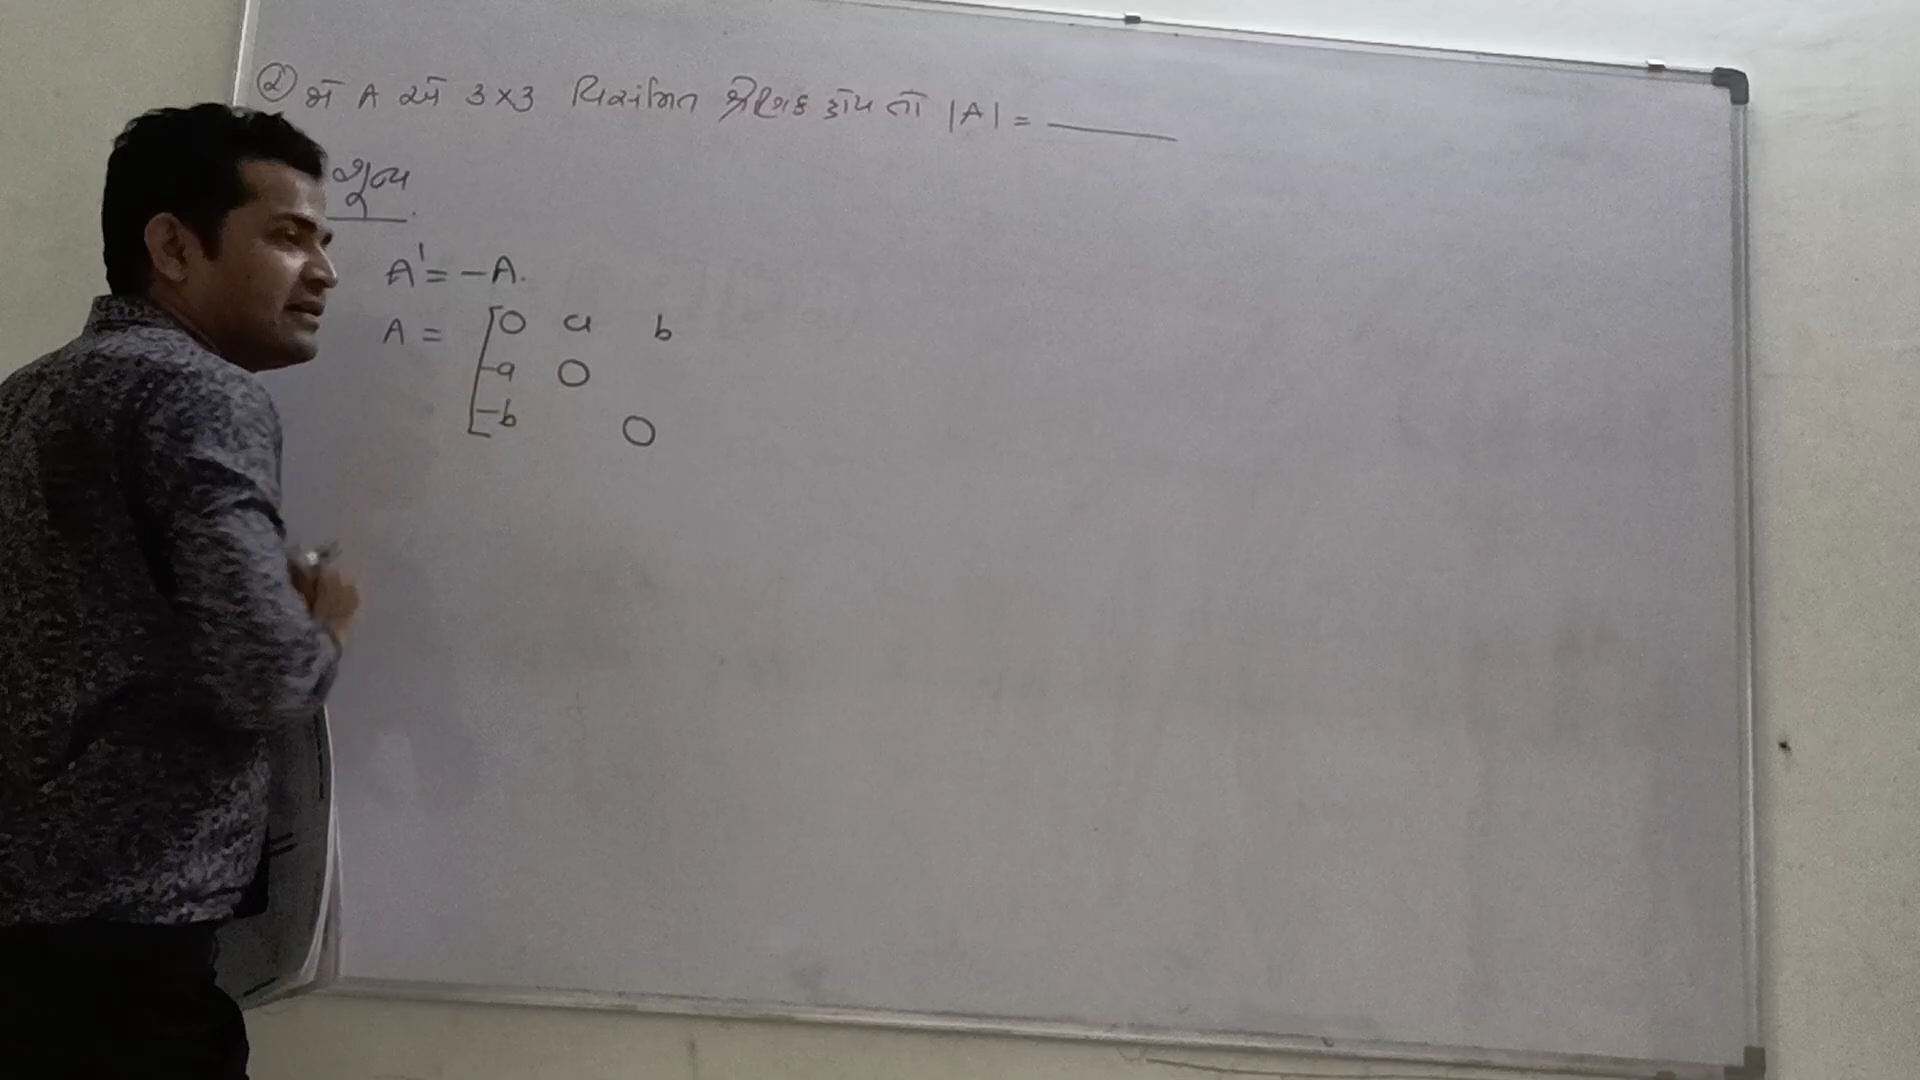 ② જો A એ 3×3 વિસંમિત શ્રેણિક હોય તો |A| = ______
શૂન્ય
A' = -A.
A = [ 0 a b
-a 0
-b 0